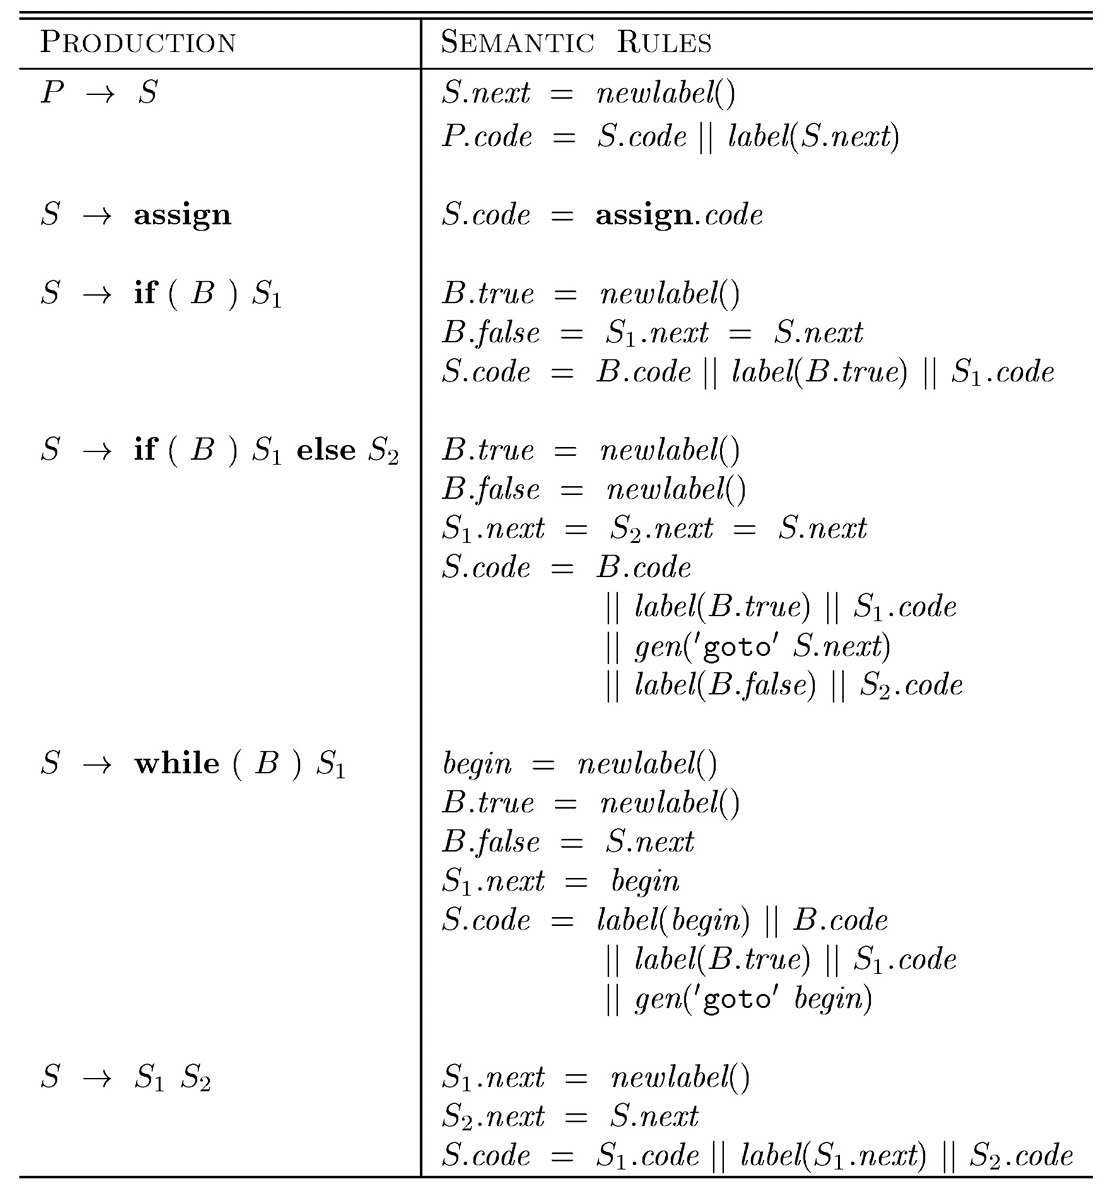 PRODUCTION SEMANTIC RULES
P → S S.next = newlabel()
P.code = S.code || label(S.next)
S → assign S.code = assign.code
S → if ( B ) S₁ B.true = newlabel()
B.false = S₁.next = S.next
S.code = B.code || label(B.true) || S₁.code
S → if ( B ) S₁ else S₂ B.true = newlabel()
B.false = newlabel()
S₁.next = S₂.next = S.next
S.code = B.code
|| label(B.true) || S₁.code
|| gen('goto' S.next)
|| label(B.false) || S₂.code
S → while ( B ) S₁ begin = newlabel()
B.true = newlabel()
B.false = S.next
S₁.next = begin
S.code = label(begin) || B.code
|| label(B.true) || S₁.code
|| gen('goto' begin)
S → S₁ S₂ S₁.next = newlabel()
S₂.next = S.next
S.code = S₁.code || label(S₁.next) || S₂.code